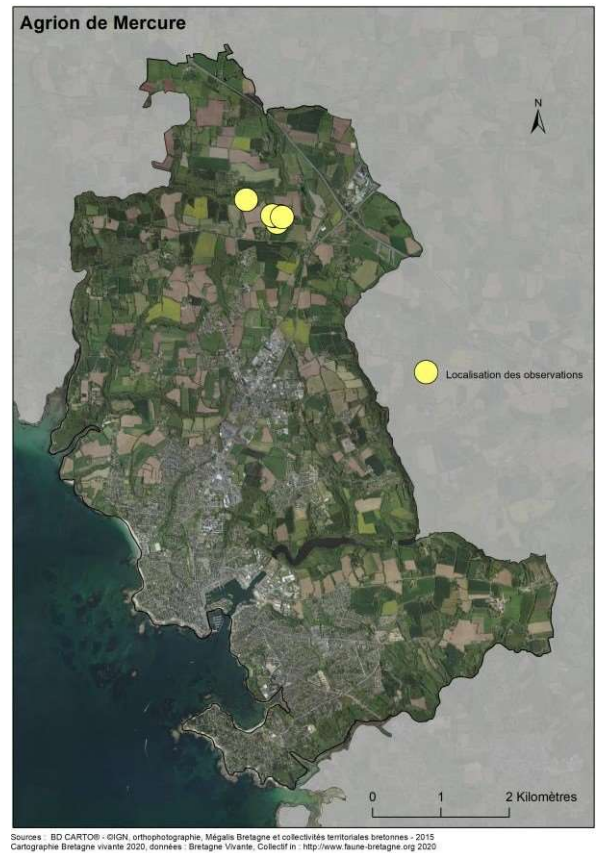 Agrion de Mercure
N
Localisation des observations
0 1 2 Kilomètres
Sources : BD CARTO® - ©IGN, orthophotographie, Mégalis Bretagne et collectivités territoriales bretonnes - 2015
Cartographie Bretagne vivante 2020, données : Bretagne Vivante, Collectif in : http://www.faune-bretagne.org 2020